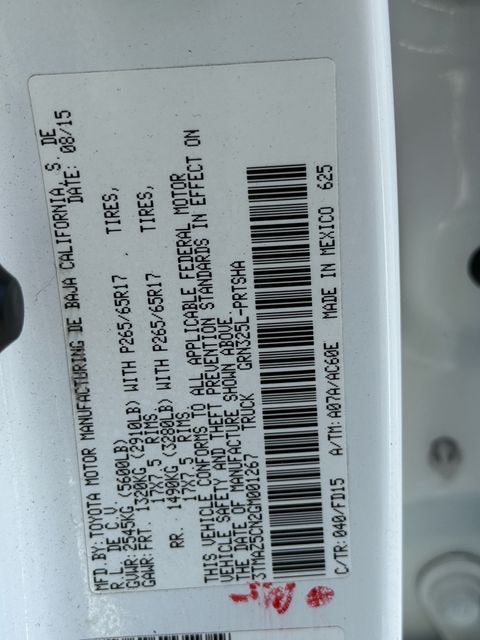 MFD.BY:TOYOTA MOTOR MANUFACTURING DE BAJA CALIFORNIA, S. DE
R. L. DE C. V. DATE: 08/15
GVWR: 2545KG (5600LB)
GAWR: FRT. 1320KG (2910LB) WITH P265/65R17 TIRES,
17X7.5 RIMS
RR. 1490KG (3280LB) WITH P265/65R17 TIRES,
17X7.5 RIMS
THIS VEHICLE CONFORMS TO ALL APPLICABLE FEDERAL MOTOR
VEHICLE SAFETY AND THEFT PREVENTION STANDARDS IN EFFECT ON
THE DATE OF MANUFACTURE SHOWN ABOVE.
3TMAZ5CN2GM001267 TRUCK GRN325L-PRTSHA
C/TR: 040/FD15 A/TM: A07A/AC60E MADE IN MEXICO 625